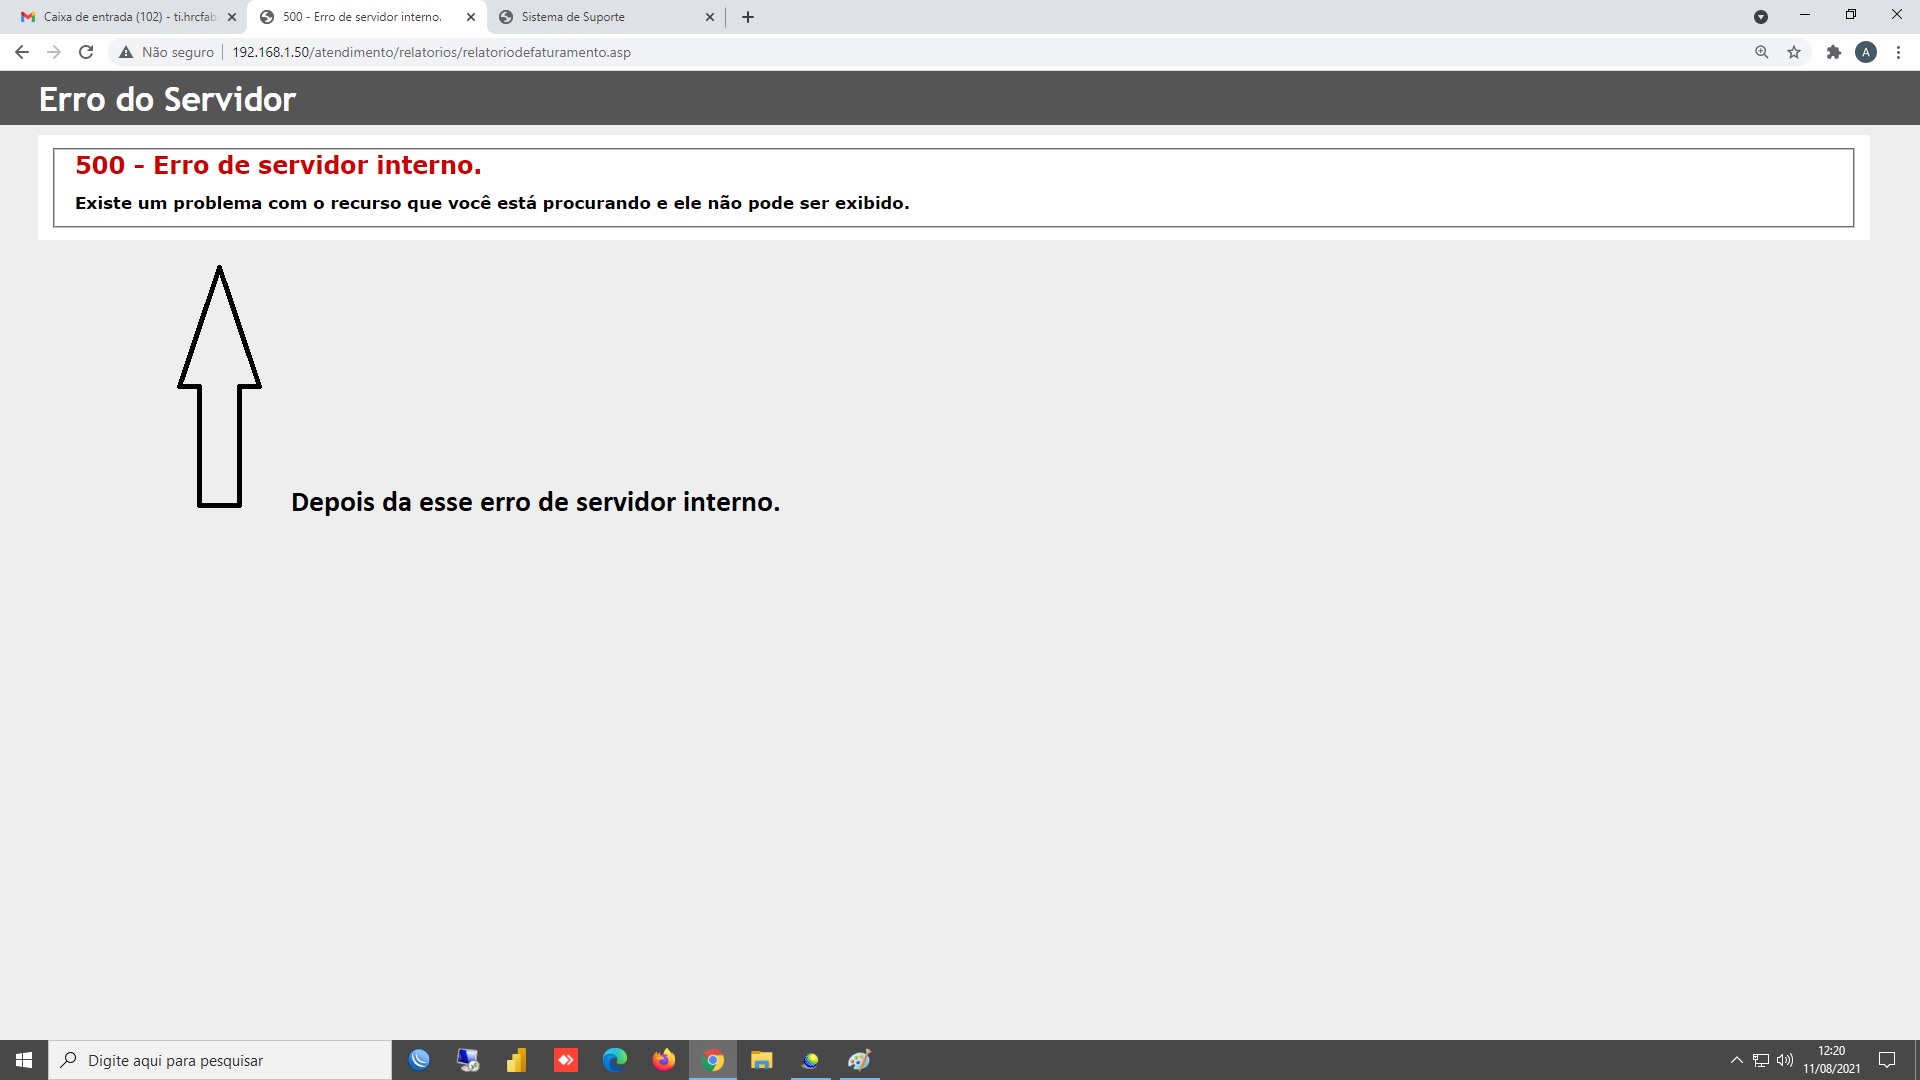 Caixa de entrada (102) - ti.hrcfab
500 - Erro de servidor interno.
Sistema de Suporte
Não seguro
192.168.1.50/atendimento/relatorios/relatoriodefaturamento.asp
A
Erro do Servidor
500 - Erro de servidor interno.
Existe um problema com o recurso que você está procurando e ele não pode ser exibido.
Depois da esse erro de servidor interno.
Digite aqui para pesquisar
12:20
11/08/2021